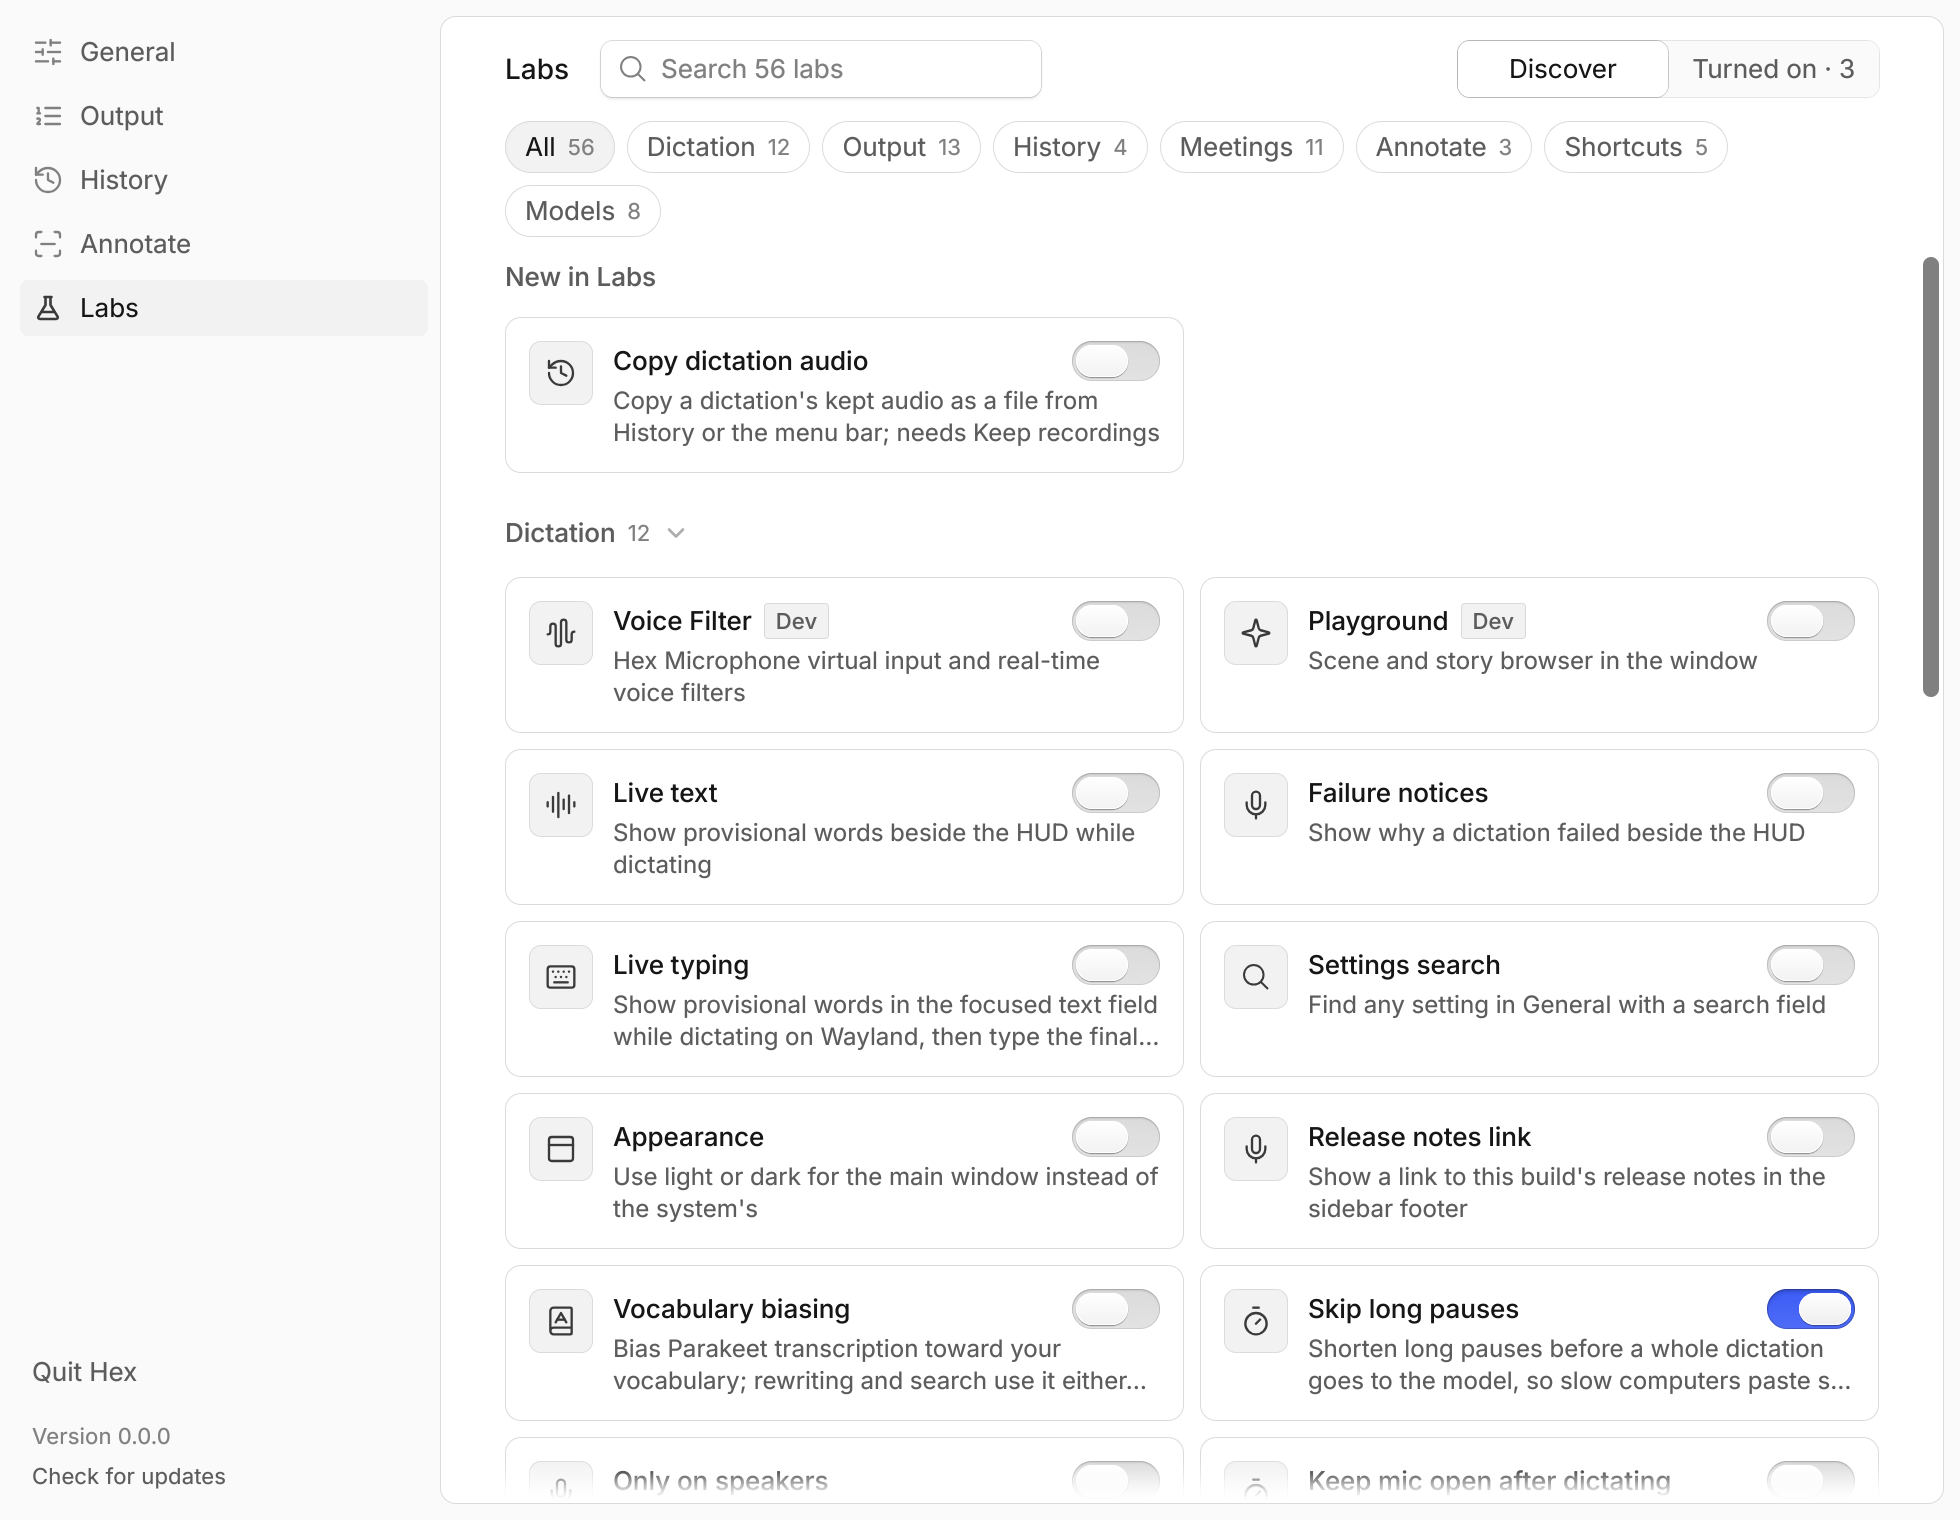 General
Output
History
Annotate
Labs
Quit Hex
Version 0.0.0
Check for updates
Labs
Search 56 labs
Discover
Turned on · 3
All 56
Dictation 12
Output 13
History 4
Meetings 11
Annotate 3
Shortcuts 5
Models 8
New in Labs
Copy dictation audio
Copy a dictation's kept audio as a file from
History or the menu bar; needs Keep recordings
Dictation 12
Voice Filter Dev
Hex Microphone virtual input and real-time
voice filters
Playground Dev
Scene and story browser in the window
Live text
Show provisional words beside the HUD while
dictating
Failure notices
Show why a dictation failed beside the HUD
Live typing
Show provisional words in the focused text field
while dictating on Wayland, then type the final...
Settings search
Find any setting in General with a search field
Appearance
Use light or dark for the main window instead of
the system's
Release notes link
Show a link to this build's release notes in the
sidebar footer
Vocabulary biasing
Bias Parakeet transcription toward your
vocabulary; rewriting and search use it either...
Skip long pauses
Shorten long pauses before a whole dictation
goes to the model, so slow computers paste s...
Only on speakers
Keep mic open after dictating